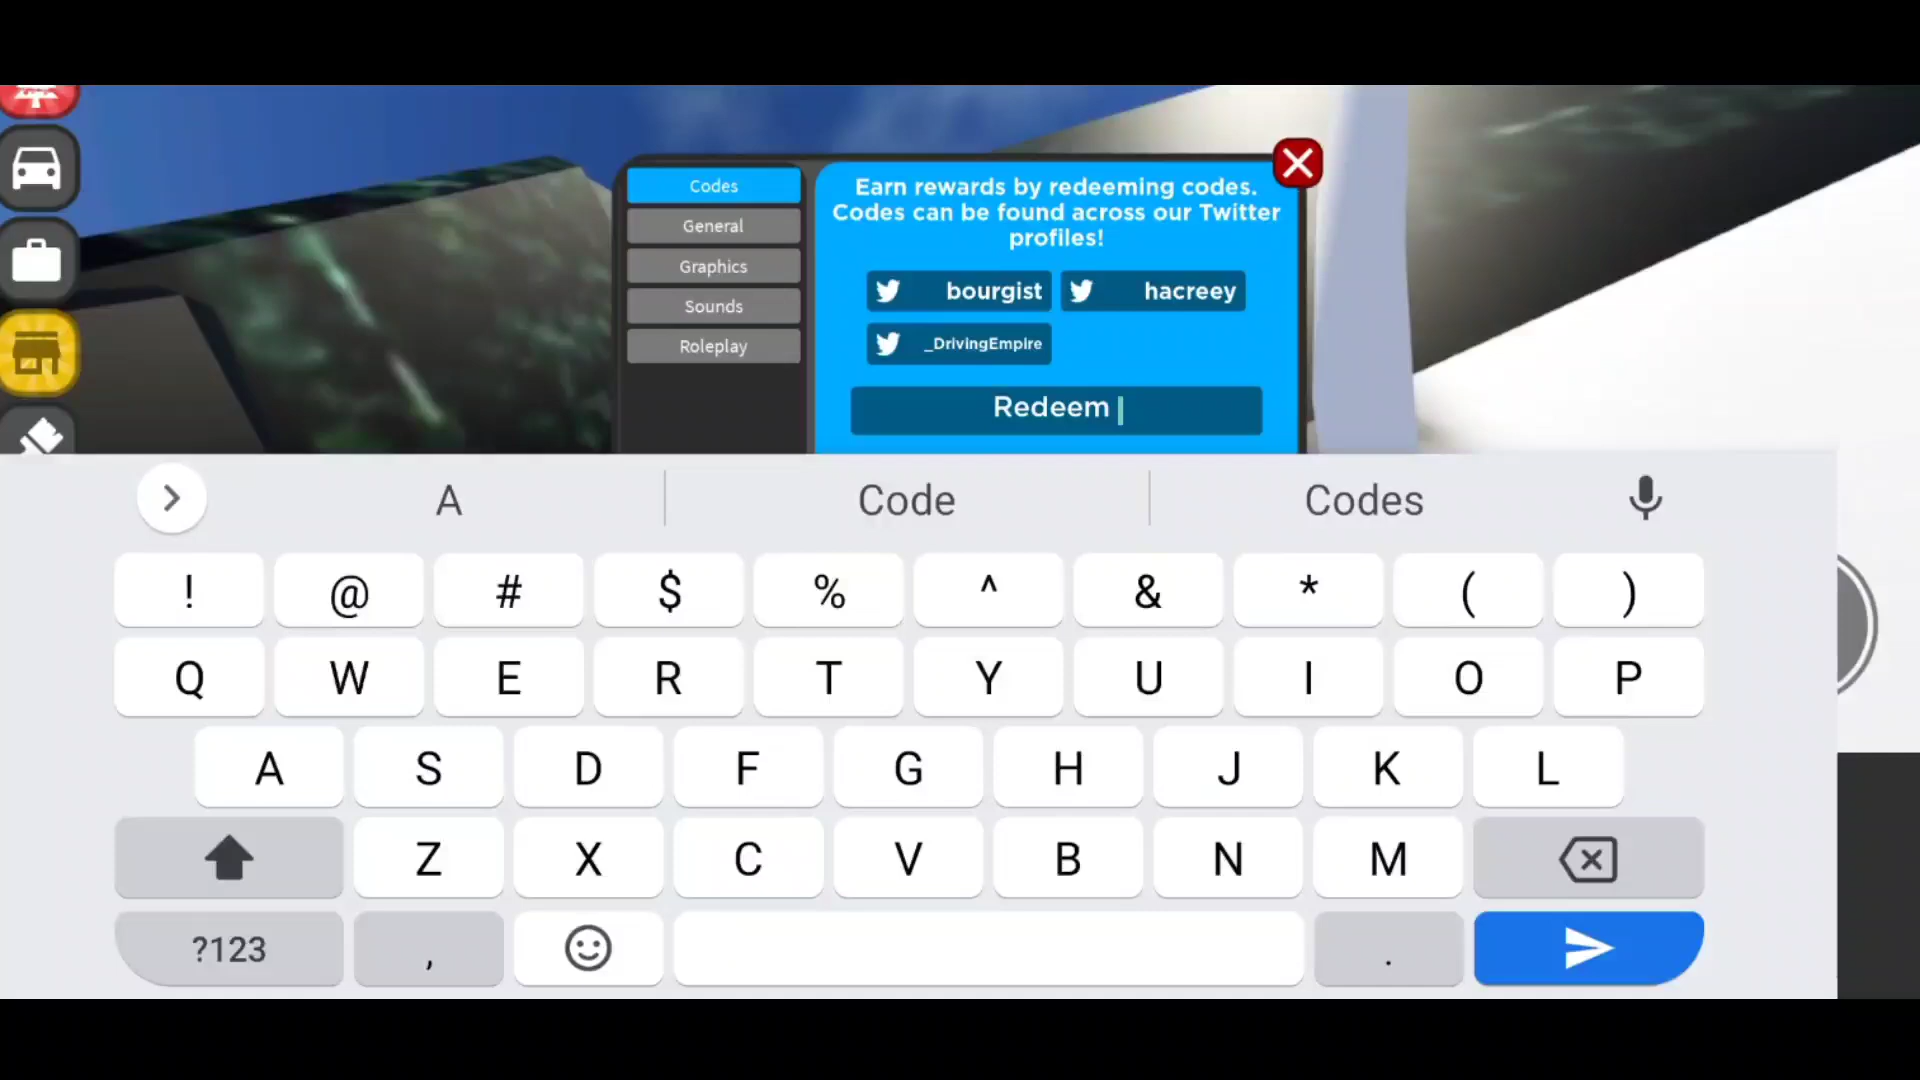 Codes
General
Graphics
Sounds
Roleplay
Earn rewards by redeeming codes.
Codes can be found across our Twitter
profiles!
bourgist
hacreey
_DrivingEmpire
Redeem
A
Code
Codes
! @ # $ % ^ & * ( )
Q W E R T Y U I O P
A S D F G H J K L
Z X C V B N M
?123 , .